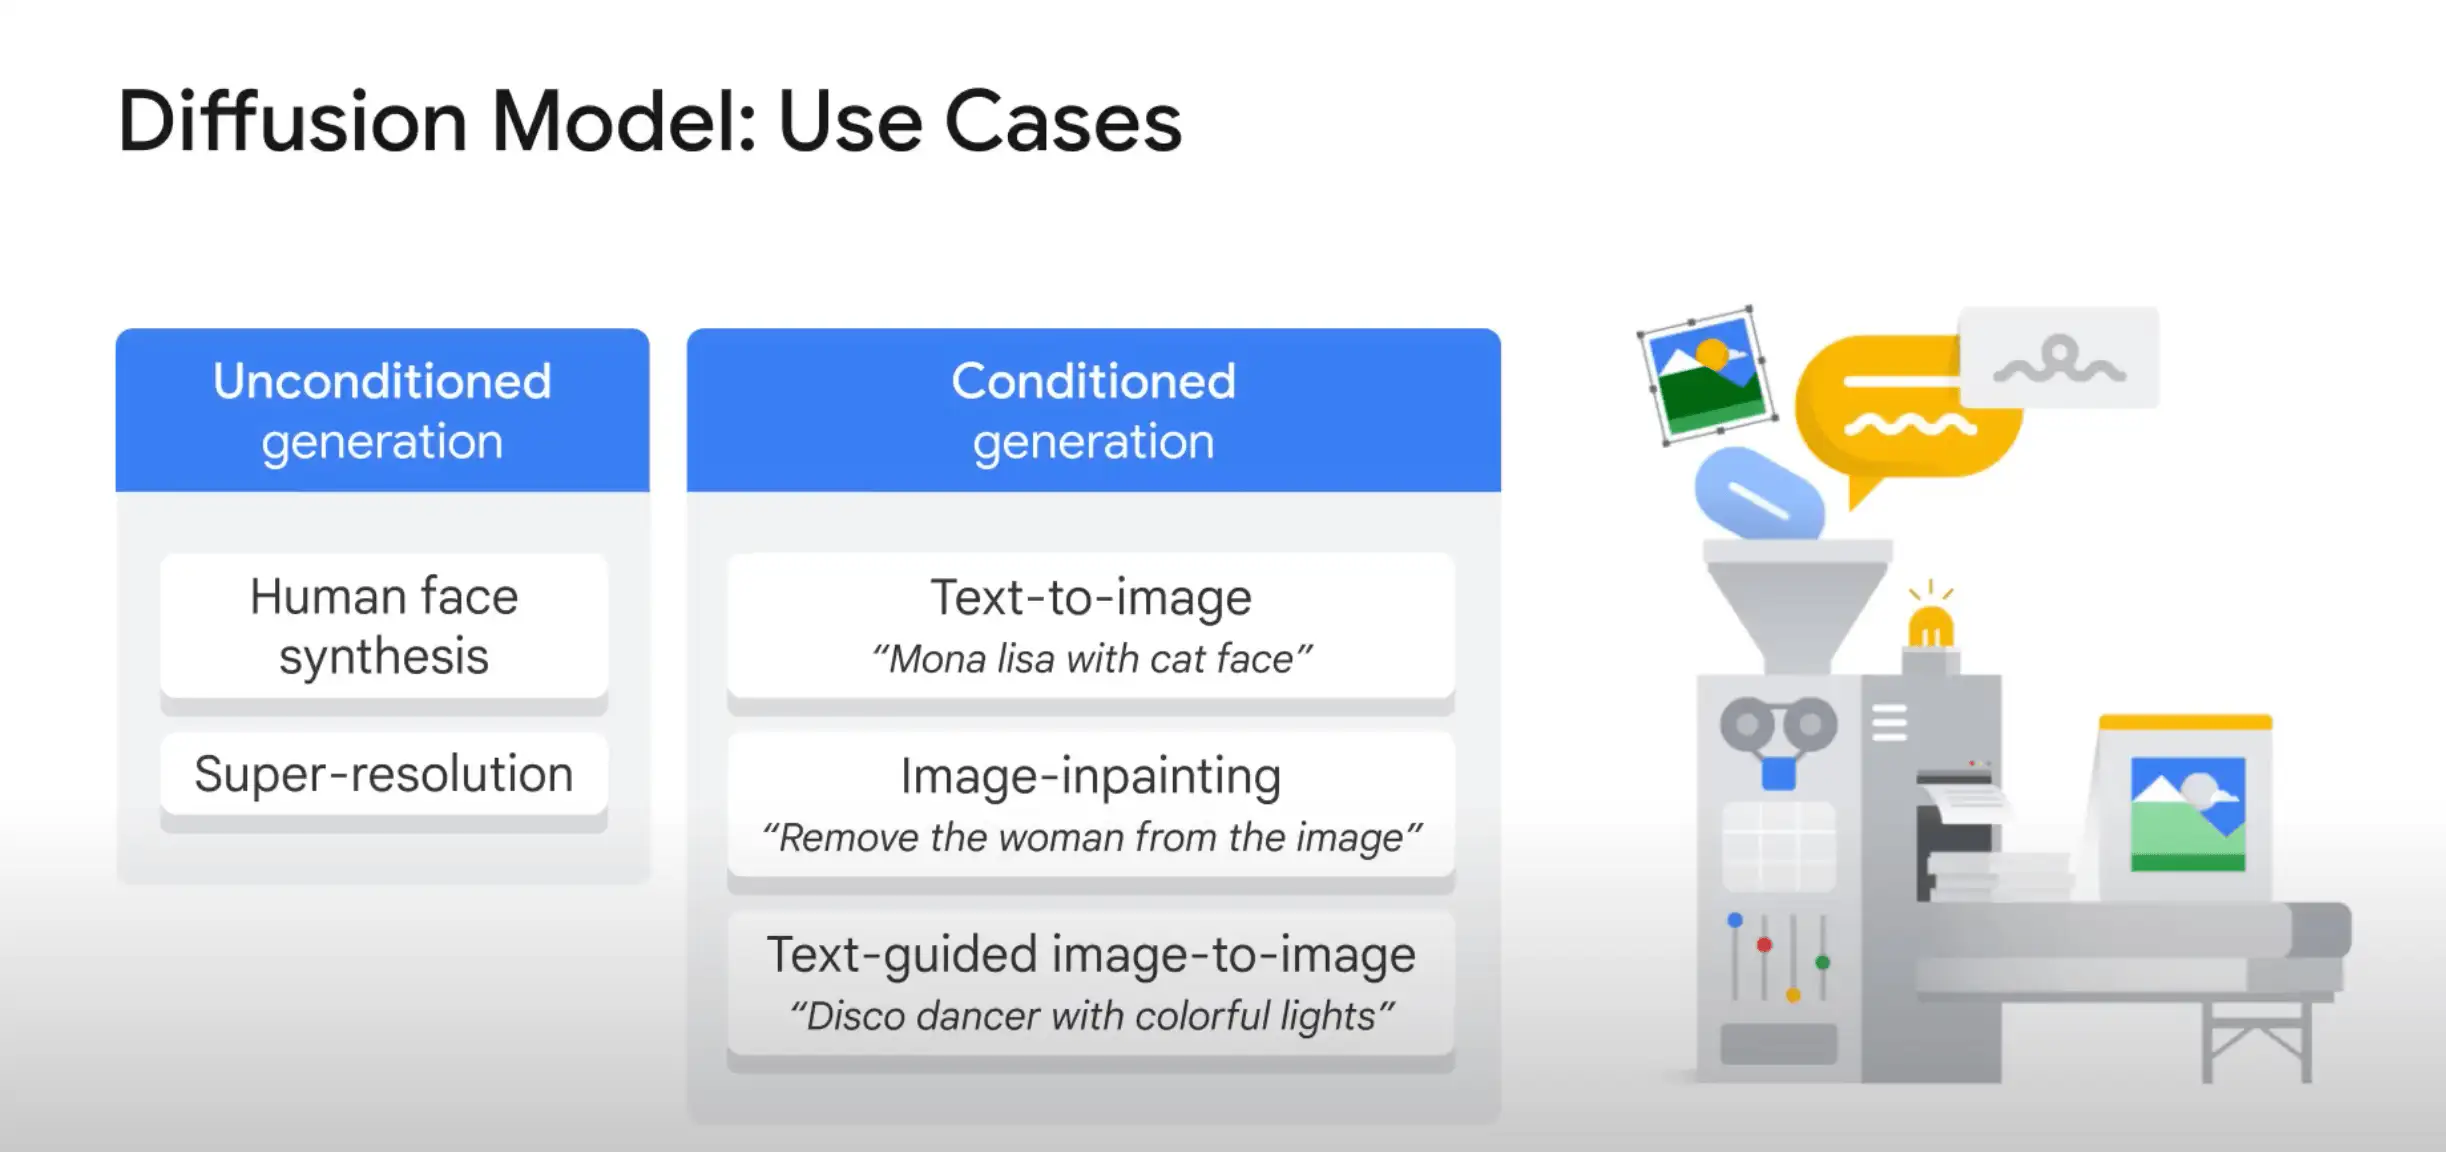 Diffusion Model: Use Cases
Unconditioned
generation
Human face
synthesis
Super-resolution
Conditioned
generation
Text-to-image
“Mona lisa with cat face”
Image-inpainting
“Remove the woman from the image”
Text-guided image-to-image
“Disco dancer with colorful lights”